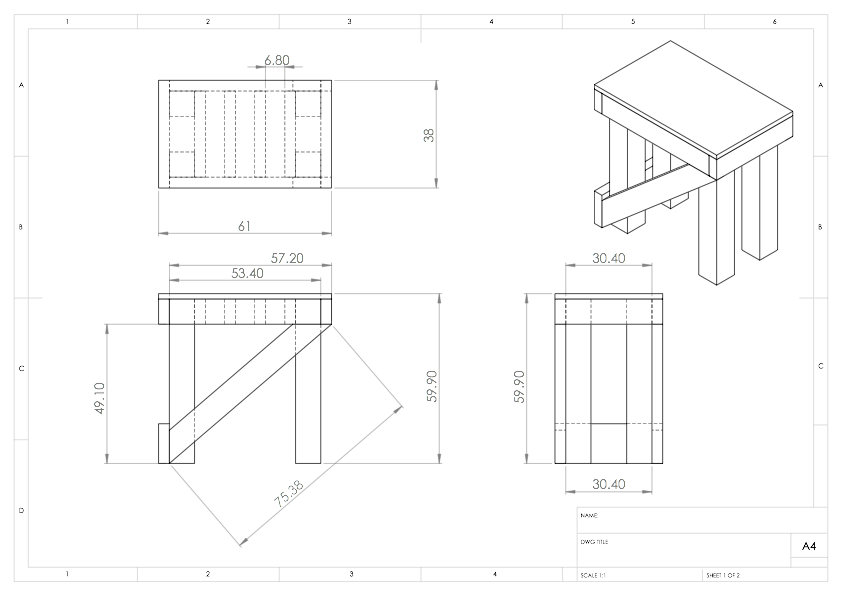 1 2 3 4 5 6
A A
6.80
38
B B
61
57.20
53.40
30.40
C C
49.10
59.90
59.90
75.38
30.40
D
NAME:
DWG TITLE
A4
SCALE 1:1 SHEET 1 OF 2
1 2 3 4